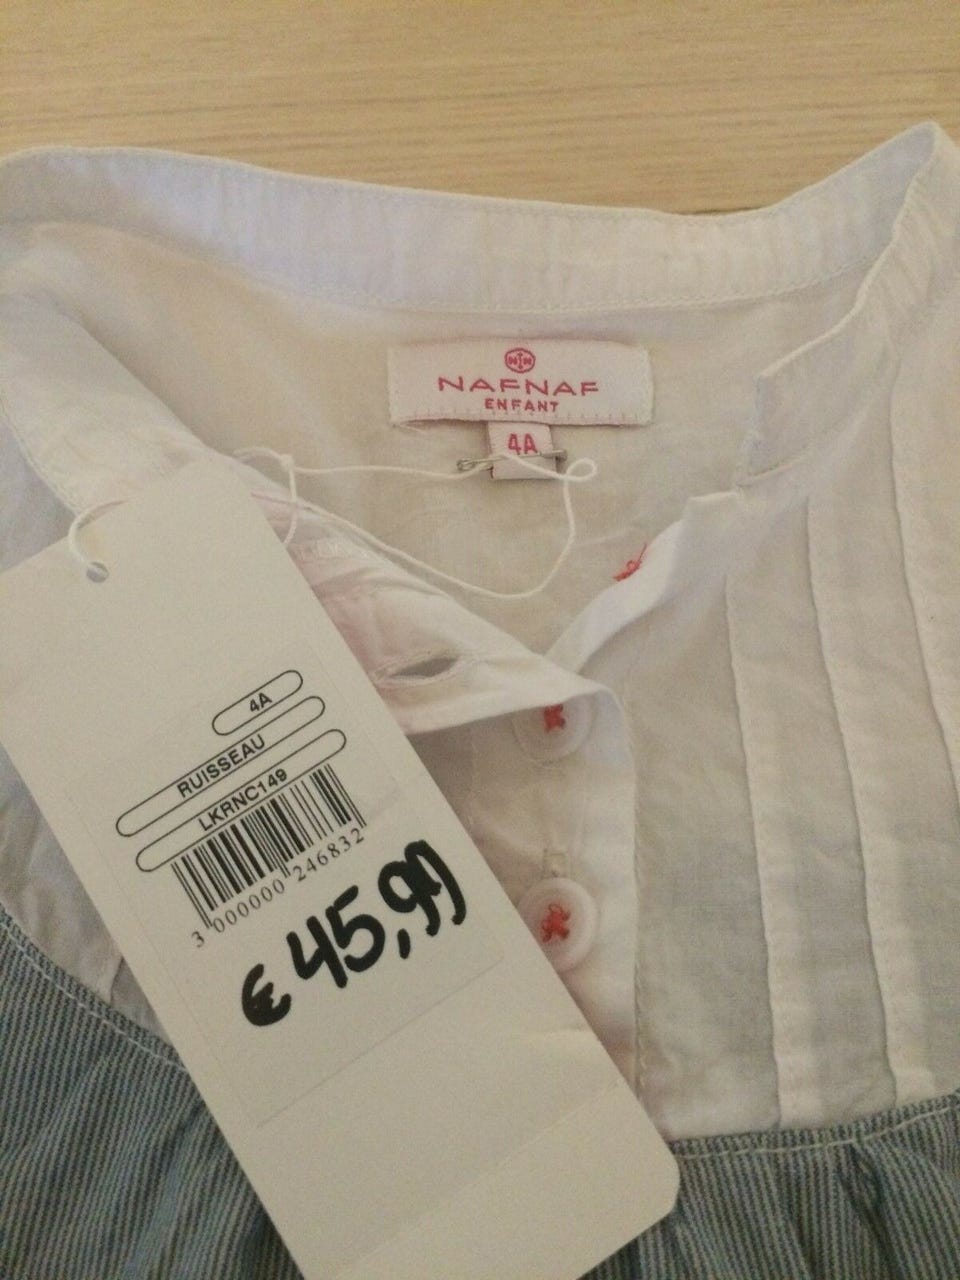 NAFNAF
ENFANT
4A
4A
RUISSEAU
LKRNC149
3 000000 246832
€ 45,99